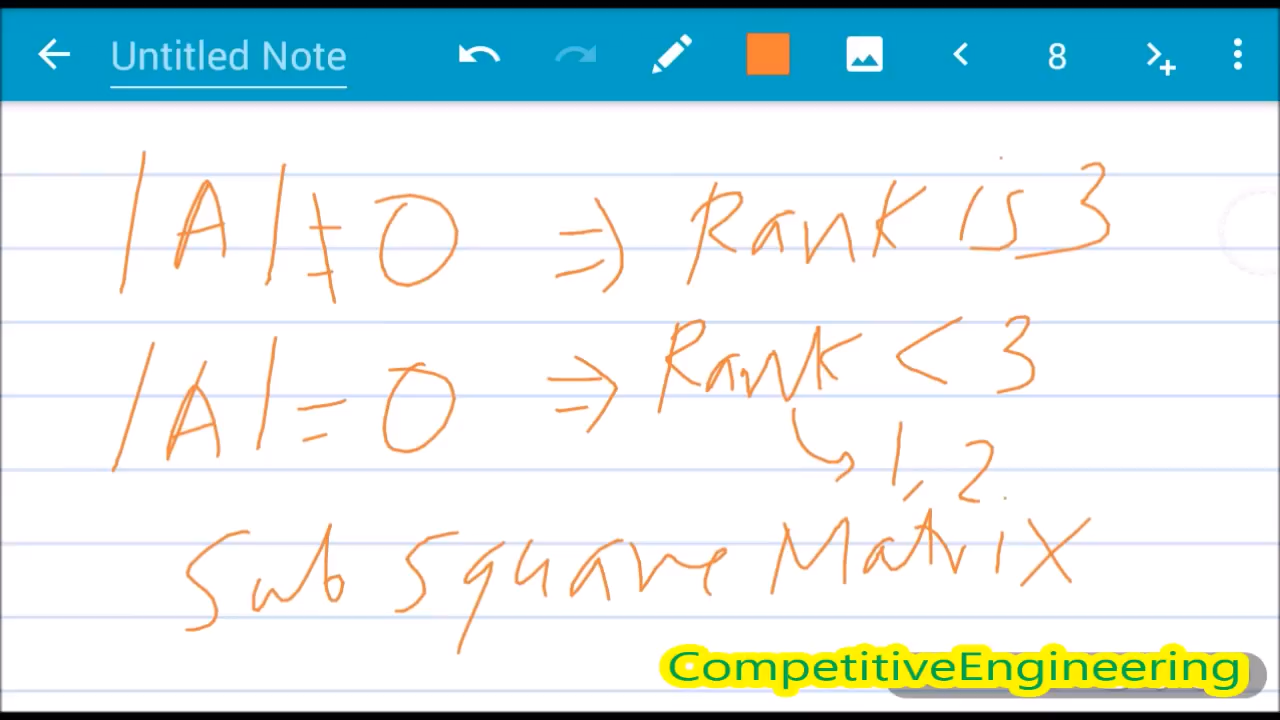 Untitled Note
8
|A| ≠ 0 ⇒ Rank is 3
|A| = 0 ⇒ Rank < 3
1, 2
Sub Square Matrix
CompetitiveEngineering